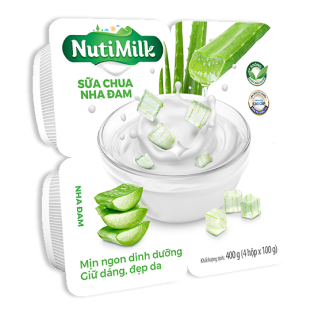 NutiMilk
SỮA CHUA
NHA ĐAM
NHA ĐAM
Mịn ngon dinh dưỡng
Giữ dáng, đẹp da
Khối lượng tịnh: 400 g (4 hộp x 100 g)